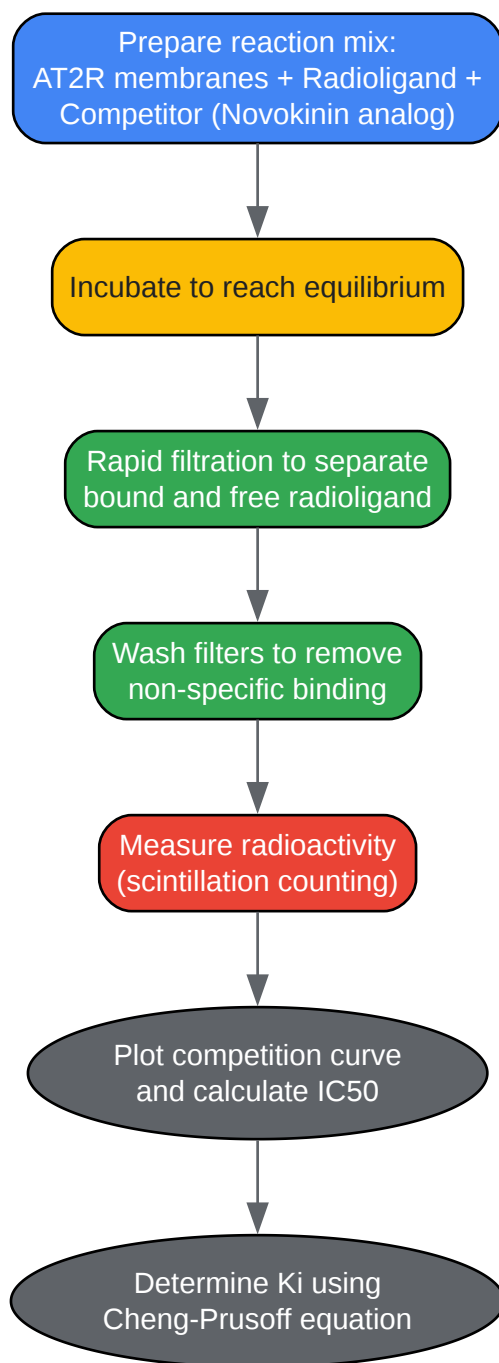 Prepare reaction mix:
AT2R membranes + Radioligand +
Competitor (Novokinin analog)
Incubate to reach equilibrium
Rapid filtration to separate
bound and free radioligand
Wash filters to remove
non-specific binding
Measure radioactivity
(scintillation counting)
Plot competition curve
and calculate IC50
Determine Ki using
Cheng-Prusoff equation